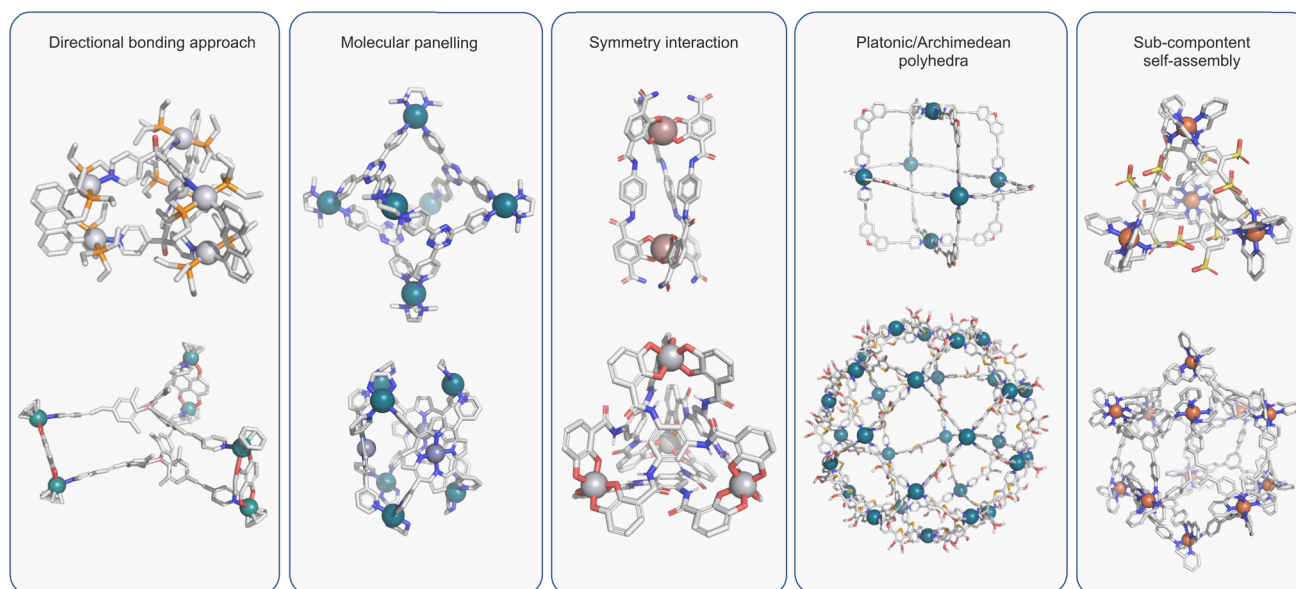 Directional bonding approach
Molecular panelling
Symmetry interaction
Platonic/Archimedean
polyhedra
Sub-compontent
self-assembly